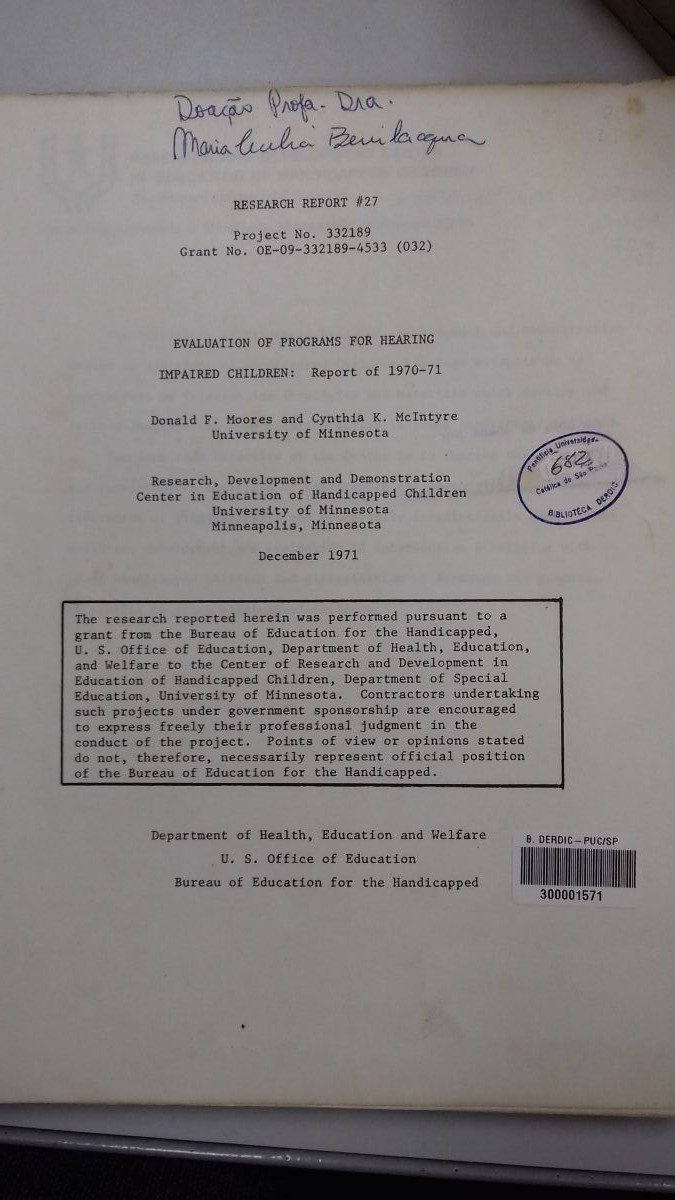 Doação Profa. Dra.
Maria Cecília Bevilacqua
RESEARCH REPORT #27
Project No. 332189
Grant No. OE-09-332189-4533 (032)
EVALUATION OF PROGRAMS FOR HEARING
IMPAIRED CHILDREN: Report of 1970-71
Donald F. Moores and Cynthia K. McIntyre
University of Minnesota
Pontifícia Universidade
682
Católica de São Paulo
BIBLIOTECA DERDIC
Research, Development and Demonstration
Center in Education of Handicapped Children
University of Minnesota
Minneapolis, Minnesota
December 1971
The research reported herein was performed pursuant to a
grant from the Bureau of Education for the Handicapped,
U. S. Office of Education, Department of Health, Education,
and Welfare to the Center of Research and Development in
Education of Handicapped Children, Department of Special
Education, University of Minnesota. Contractors undertaking
such projects under government sponsorship are encouraged
to express freely their professional judgment in the
conduct of the project. Points of view or opinions stated
do not, therefore, necessarily represent official position
of the Bureau of Education for the Handicapped.
Department of Health, Education and Welfare
U. S. Office of Education
Bureau of Education for the Handicapped
B. DERDIC – PUC/SP
300001571